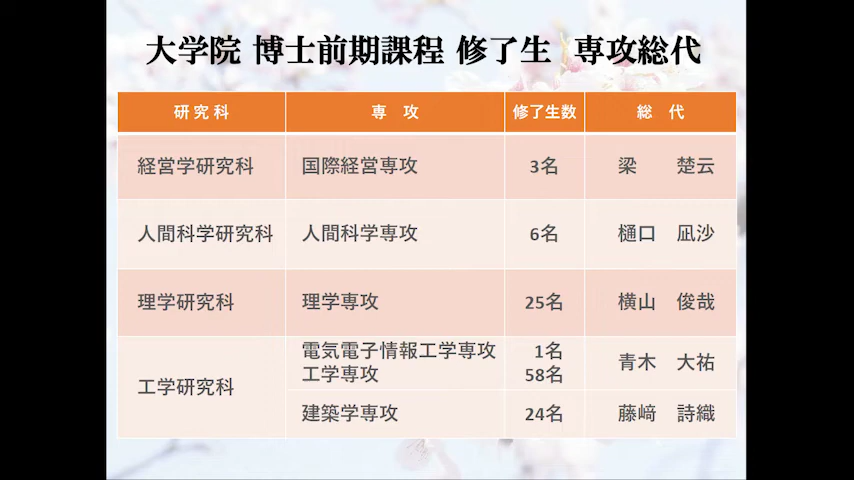 大学院 博士前期課程 修了生 専攻総代
研究科 専 攻 修了生数 総 代
経営学研究科 国際経営専攻 3名 梁 楚云
人間科学研究科 人間科学専攻 6名 樋口 凪沙
理学研究科 理学専攻 25名 横山 俊哉
工学研究科 電気電子情報工学専攻 1名 青木 大祐
工学専攻 58名
建築学専攻 24名 藤﨑 詩織